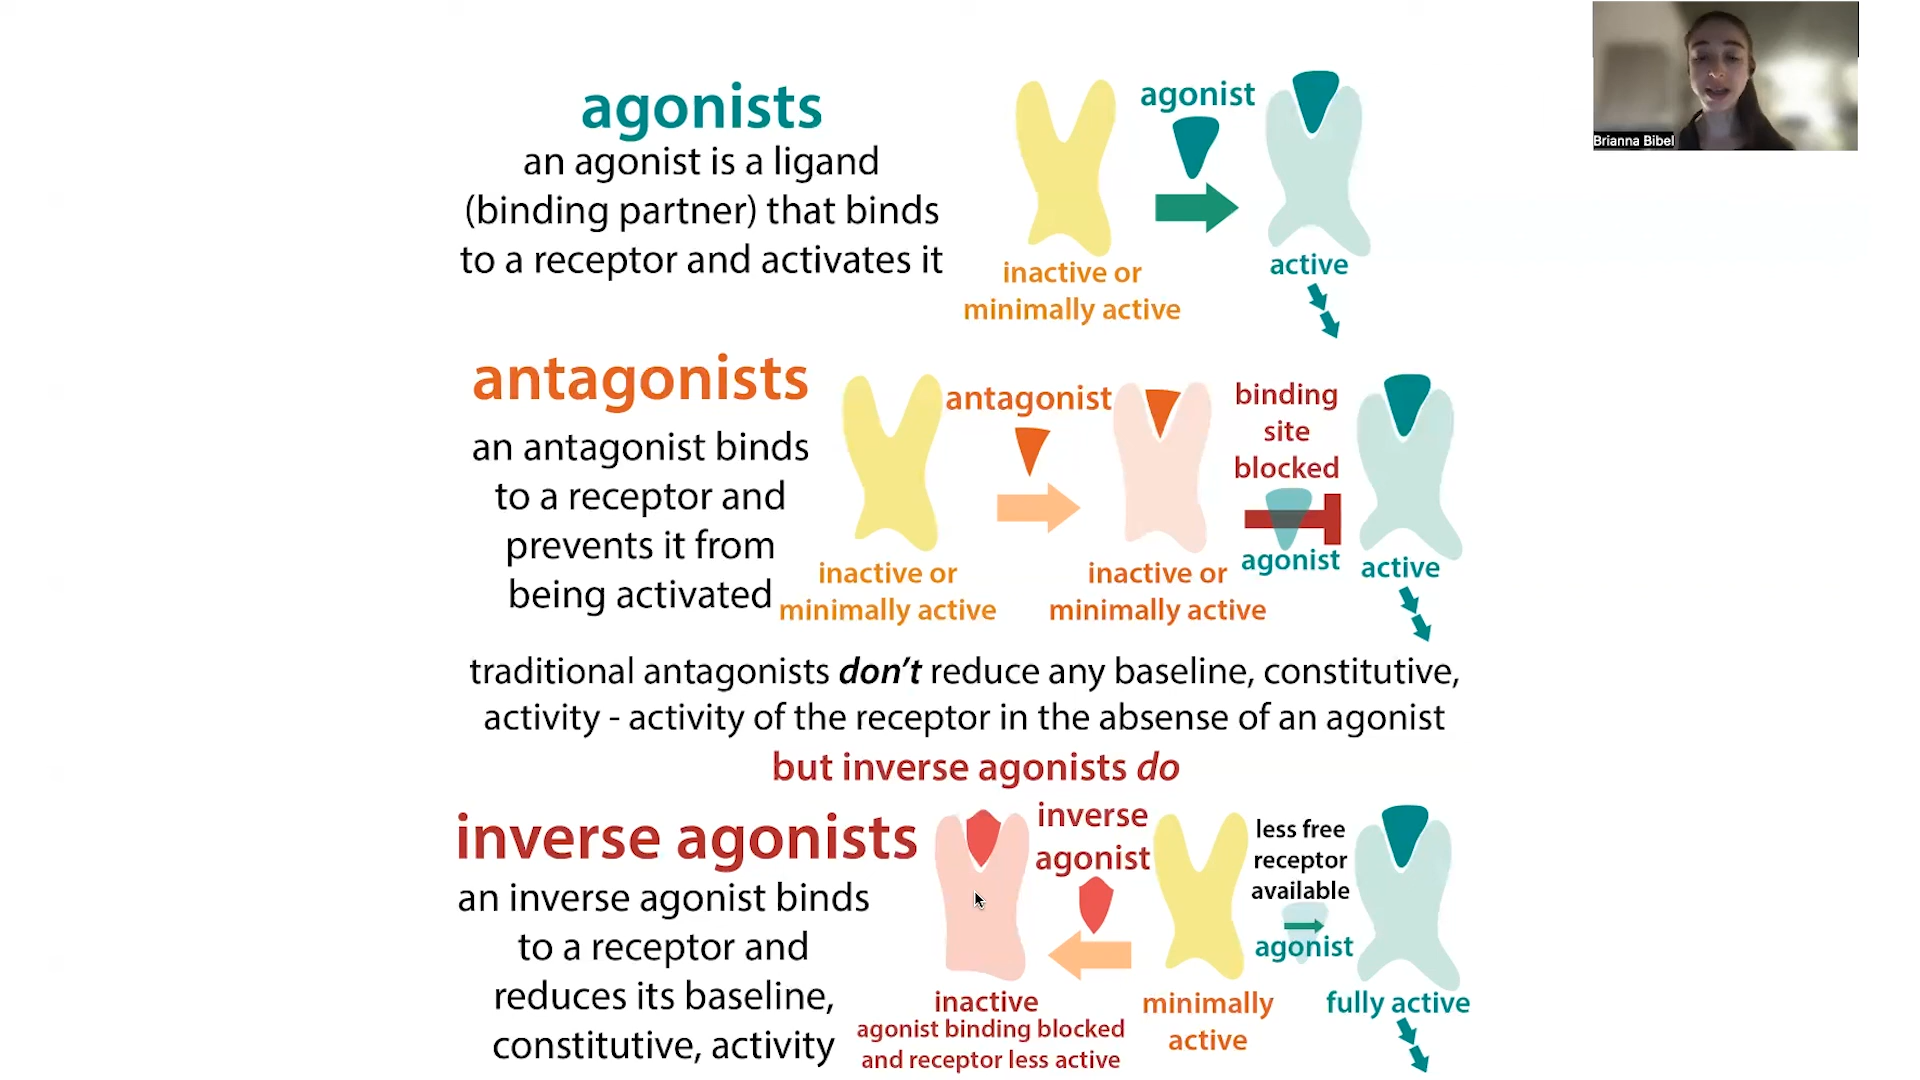 agonists
an agonist is a ligand
(binding partner) that binds
to a receptor and activates it
agonist
inactive or
minimally active
active
Brianna Bibel
antagonists
an antagonist binds
to a receptor and
prevents it from
being activated
antagonist
binding
site
blocked
agonist
inactive or
minimally active
inactive or
minimally active
active
traditional antagonists don't reduce any baseline, constitutive,
activity - activity of the receptor in the absense of an agonist
but inverse agonists do
inverse agonists
an inverse agonist binds
to a receptor and
reduces its baseline,
constitutive, activity
inverse
agonist
less free
receptor
available
agonist
inactive
agonist binding blocked
and receptor less active
minimally
active
fully active